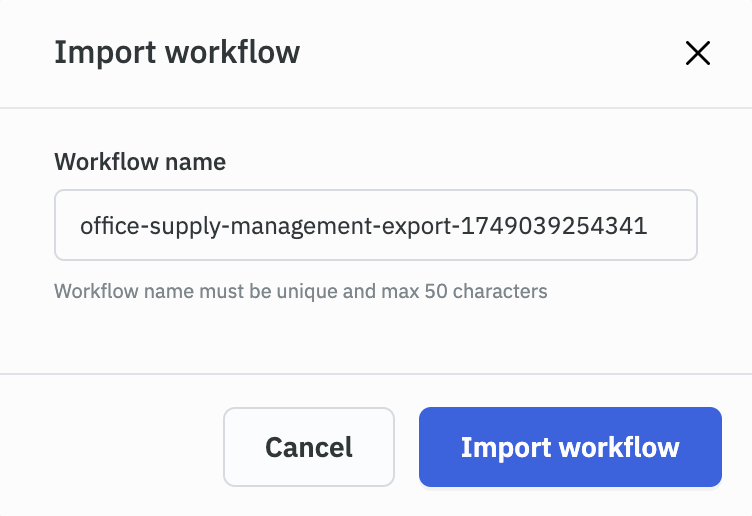 Import workflow
Workflow name
office-supply-management-export-1749039254341
Workflow name must be unique and max 50 characters
Cancel
Import workflow